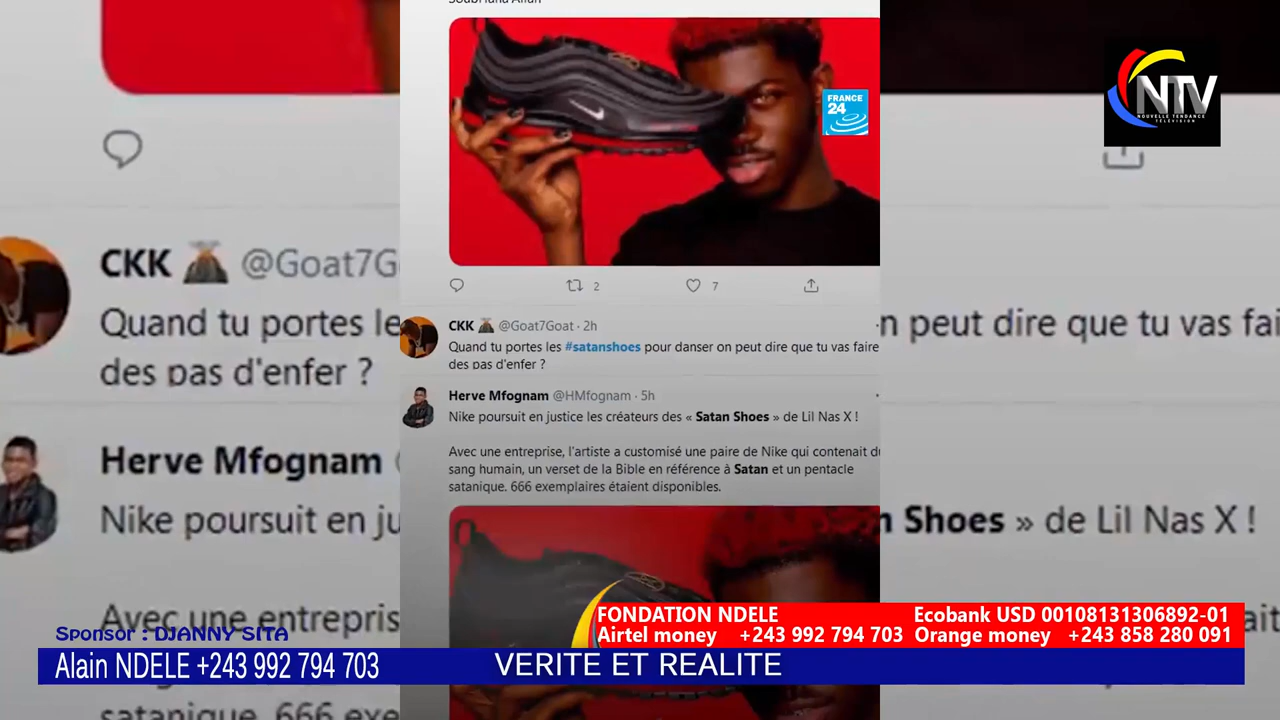 Soubhana Allah
FRANCE
24
NTV
NOUVELLE TENDANCE
TÉLÉVISION
2
7
CKK @Goat7Goat · 2h
Quand tu portes les #satanshoes pour danser on peut dire que tu vas faire
des pas d'enfer ?
Herve Mfognam @HMfognam · 5h
Nike poursuit en justice les créateurs des « Satan Shoes » de Lil Nas X !
Avec une entreprise, l'artiste a customisé une paire de Nike qui contenait du
sang humain, un verset de la Bible en référence à Satan et un pentacle
satanique. 666 exemplaires étaient disponibles.
CKK @Goat7G
Quand tu portes le
n peut dire que tu vas fai
des pas d'enfer ?
Herve Mfognam
Nike poursuit en ju
n Shoes » de Lil Nas X !
Avec une entrepris
ait
satanique. 666 exe
Sponsor : DJANNY SITA
FONDATION NDELE Ecobank USD 00108131306892-01
Airtel money +243 992 794 703 Orange money +243 858 280 091
Alain NDELE +243 992 794 703 VERITE ET REALITE